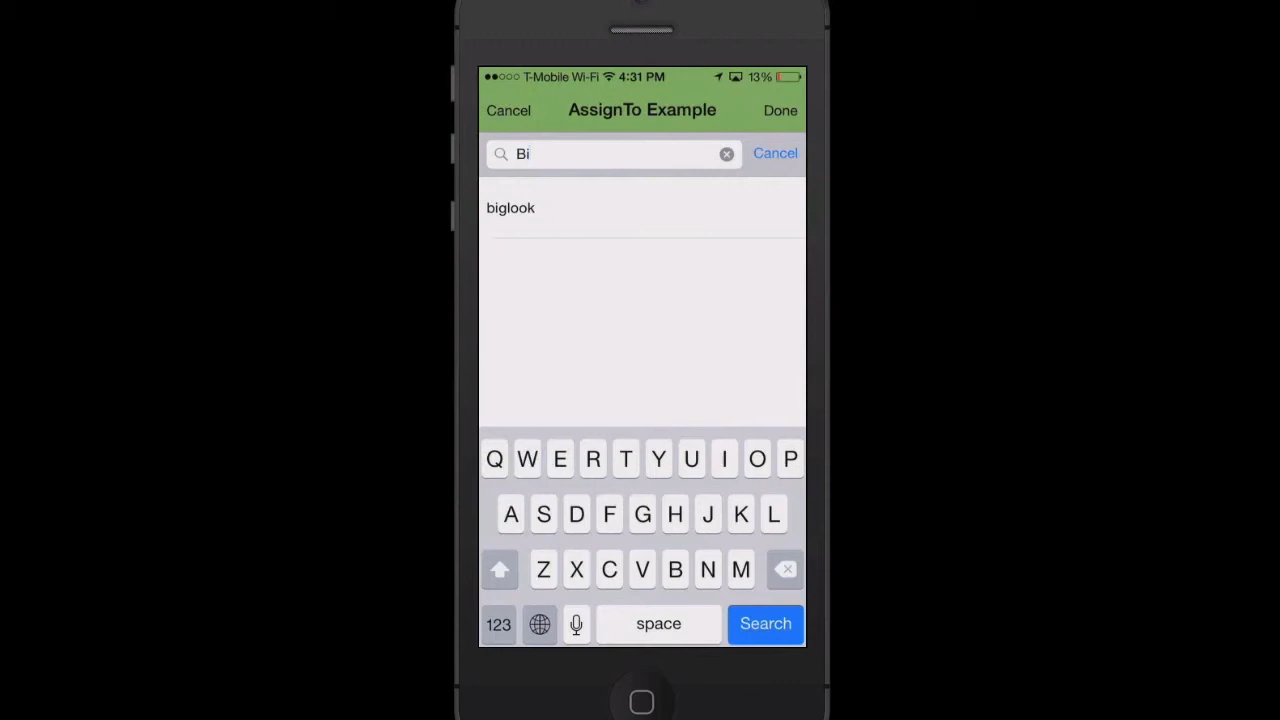 T-Mobile Wi-Fi 4:31 PM 13%
Cancel AssignTo Example Done
Bi Cancel
biglook
Q W E R T Y U I O P
A S D F G H J K L
Z X C V B N M
123 space Search